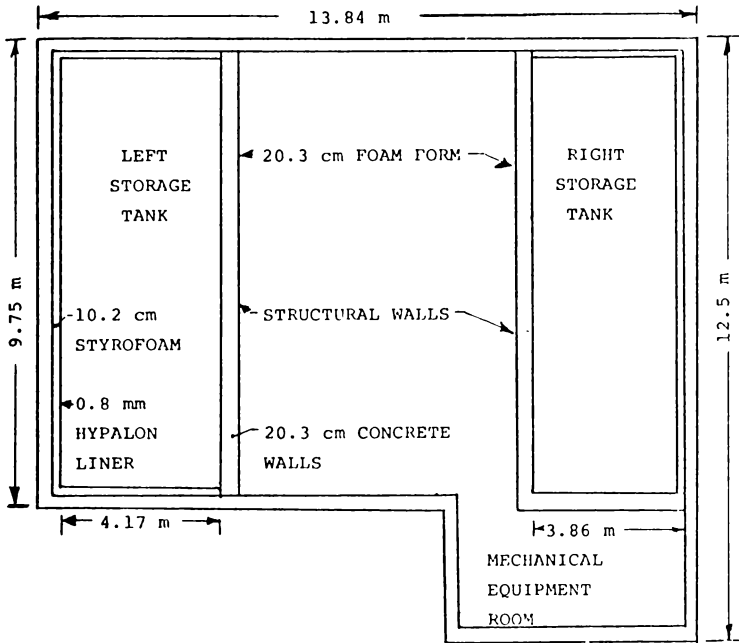 13.84 m
LEFT
STORAGE
TANK
20.3 cm FOAM FORM
RIGHT
STORAGE
TANK
9.75 m
12.5 m
10.2 cm
STYROFOAM
STRUCTURAL WALLS
0.8 mm
HYPALON
LINER
20.3 cm CONCRETE
WALLS
4.17 m
3.86 m
MECHANICAL
EQUIPMENT
ROOM